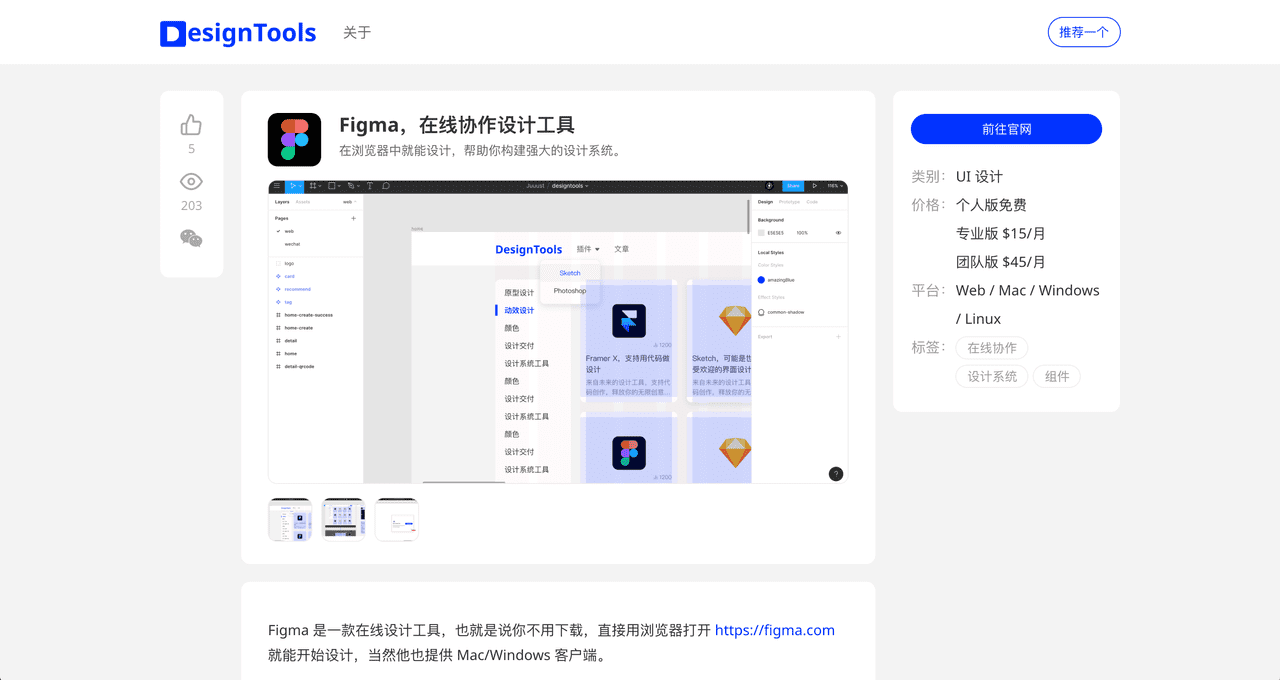 DesignTools
关于
推荐一个
5
203
Figma，在线协作设计工具
在浏览器中就能设计，帮助你构建强大的设计系统。
Juuust / designtools
Share
118%
Layers Assets web
Pages
web
wechat
logo
card
recommend
tag
home-create-success
home-create
detail
home
detail-qrcode
home
DesignTools 插件 文章
Sketch
Photoshop
原型设计
动效设计
颜色
设计交付
设计系统工具
颜色
设计交付
设计系统工具
颜色
设计交付
设计系统工具
1200
Framer X，支持用代码做
设计
来自未来的设计工具，支持代
码创作，释放你的无限创意...
Sketch，可能是世
受欢迎的界面设计
来自未来的设计工具
码创作，释放你的无
1200
Design Prototype Code
Background
E5E5E5 100%
Local Styles
Color Styles
amazingBlue
Effect Styles
common-shadow
Export
?
前往官网
类别： UI 设计
价格： 个人版免费
专业版 $15/月
团队版 $45/月
平台： Web / Mac / Windows
/ Linux
标签： 在线协作
设计系统 组件
Figma 是一款在线设计工具，也就是说你不用下载，直接用浏览器打开 https://figma.com
就能开始设计，当然他也提供 Mac/Windows 客户端。